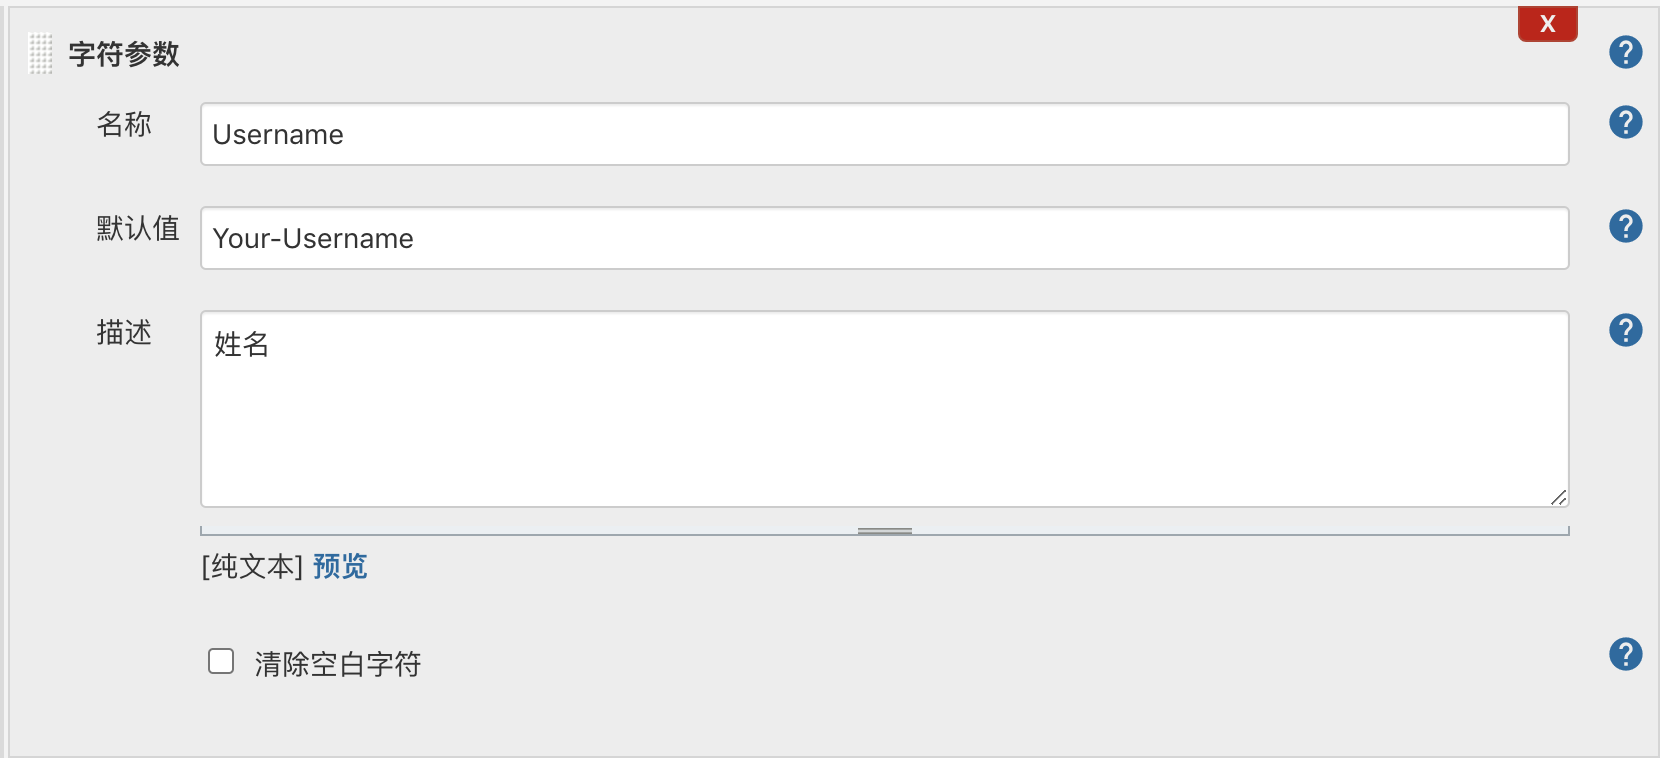 X
字符参数
?
名称
Username
?
默认值
Your-Username
?
描述
姓名
?
[纯文本] 预览
清除空白字符
?